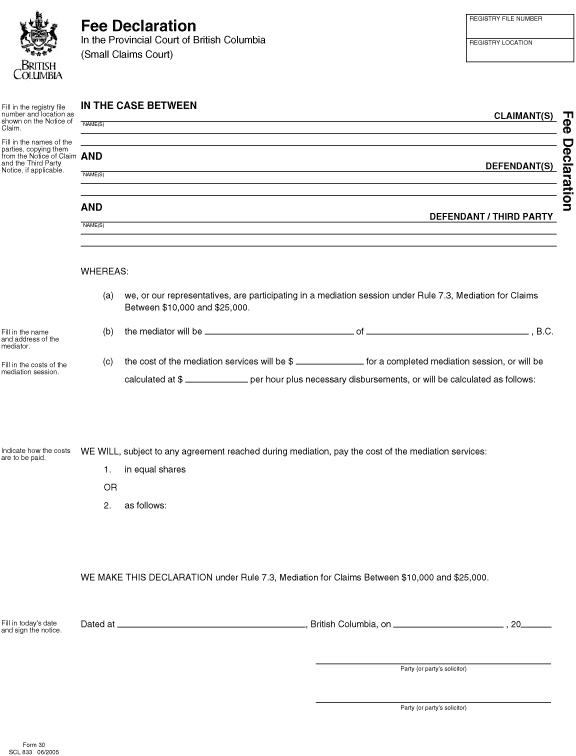 Fee Declaration
In the Provincial Court of British Columbia
(Small Claims Court)
REGISTRY FILE NUMBER
REGISTRY LOCATION
BRITISH
COLUMBIA
Fill in the registry file
number and location as
shown on the Notice of
Claim.
IN THE CASE BETWEEN
CLAIMANT(S)
NAME(S)
Fill in the names of the
parties, copying them
from the Notice of Claim
and the Third Party
Notice, if applicable.
AND
DEFENDANT(S)
NAME(S)
AND
DEFENDANT / THIRD PARTY
NAME(S)
Fee Declaration
WHEREAS:
(a) we, or our representatives, are participating in a mediation session under Rule 7.3, Mediation for Claims
Between $10,000 and $25,000.
Fill in the name
and address of the
mediator.
(b) the mediator will be of , B.C.
Fill in the costs of the
mediation session.
(c) the cost of the mediation services will be $ for a completed mediation session, or will be
calculated at $ per hour plus necessary disbursements, or will be calculated as follows:
Indicate how the costs
are to be paid.
WE WILL, subject to any agreement reached during mediation, pay the cost of the mediation services:
1. in equal shares
OR
2. as follows:
WE MAKE THIS DECLARATION under Rule 7.3, Mediation for Claims Between $10,000 and $25,000.
Fill in today's date
and sign the notice.
Dated at , British Columbia, on , 20
Party (or party's solicitor)
Party (or party's solicitor)
Form 30
SCL 833 06/2005